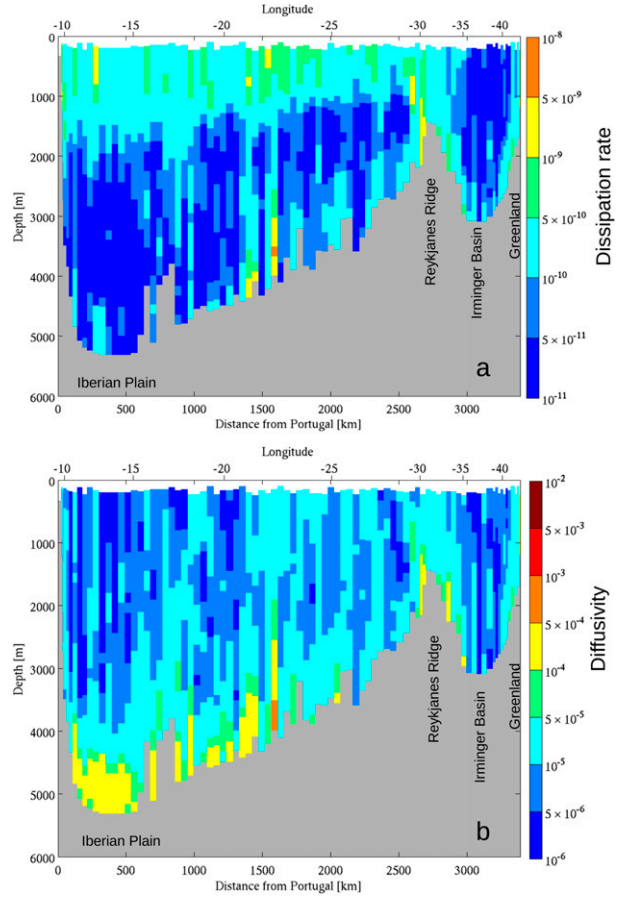 Longitude
-10 -15 -20 -25 -30 -35 -40
0
1000
2000
3000
4000
5000
6000
Depth [m]
0 500 1000 1500 2000 2500 3000
Distance from Portugal [km]
Iberian Plain
Reykjanes Ridge
Irminger Basin
Greenland
a
10⁻⁸
5 × 10⁻⁹
10⁻⁹
5 × 10⁻¹⁰
10⁻¹⁰
5 × 10⁻¹¹
10⁻¹¹
Dissipation rate
Longitude
-10 -15 -20 -25 -30 -35 -40
0
1000
2000
3000
4000
5000
6000
Depth [m]
0 500 1000 1500 2000 2500 3000
Distance from Portugal [km]
Iberian Plain
Reykjanes Ridge
Irminger Basin
Greenland
b
10⁻²
5 × 10⁻³
10⁻³
5 × 10⁻⁴
10⁻⁴
5 × 10⁻⁵
10⁻⁵
5 × 10⁻⁶
10⁻⁶
Diffusivity